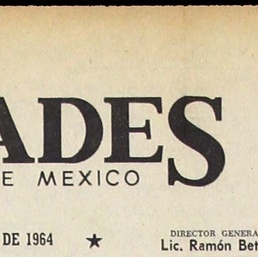 ADES
E MEXICO
DE 1964 ★ DIRECTOR GENERA
Lic. Ramón Bet